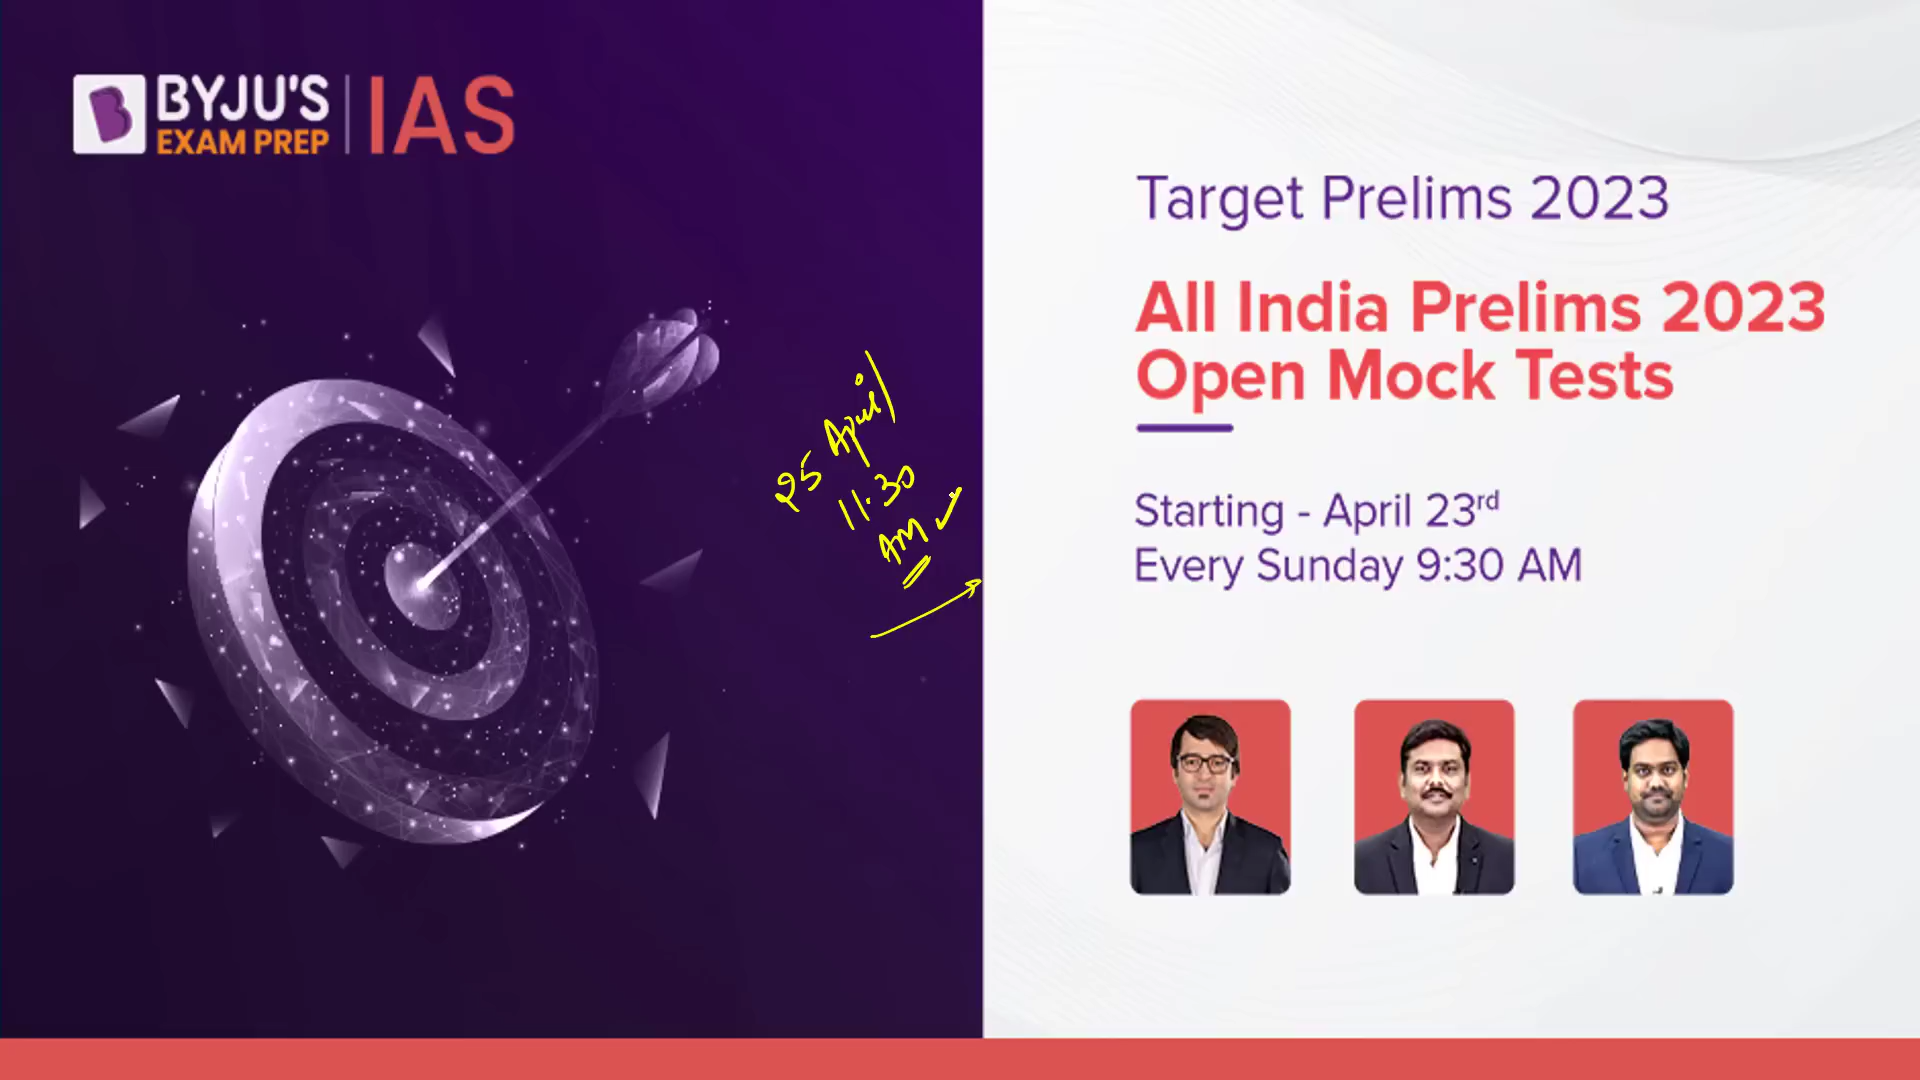 BYJU'S
EXAM PREP
IAS
25 April
11.30
AM
Target Prelims 2023
All India Prelims 2023
Open Mock Tests
Starting - April 23rd
Every Sunday 9:30 AM